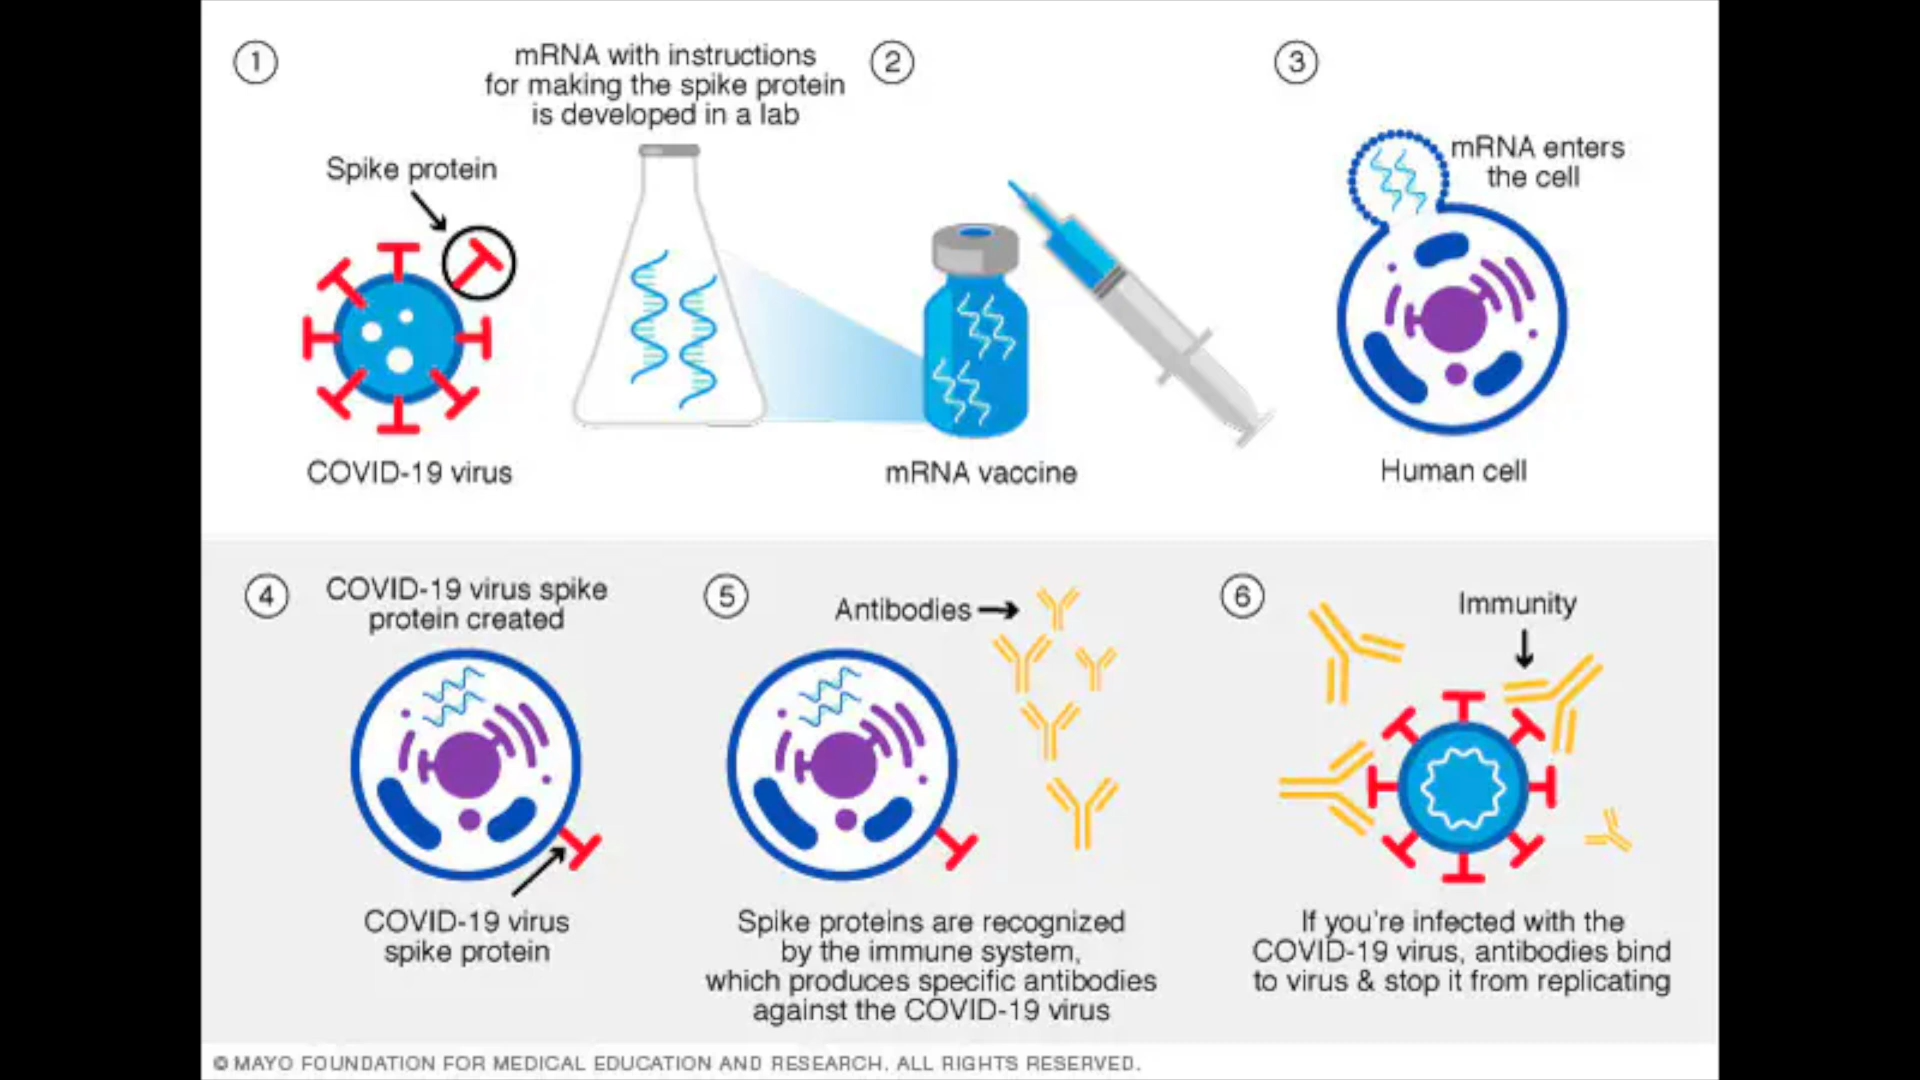 1
mRNA with instructions
for making the spike protein
is developed in a lab
Spike protein
COVID-19 virus
2
mRNA vaccine
3
mRNA enters
the cell
Human cell
4
COVID-19 virus spike
protein created
COVID-19 virus
spike protein
5
Antibodies
Spike proteins are recognized
by the immune system,
which produces specific antibodies
against the COVID-19 virus
6
Immunity
If you're infected with the
COVID-19 virus, antibodies bind
to virus & stop it from replicating
© MAYO FOUNDATION FOR MEDICAL EDUCATION AND RESEARCH. ALL RIGHTS RESERVED.